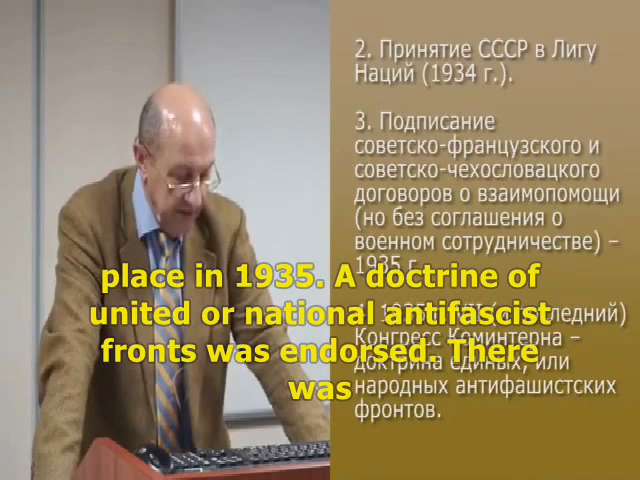 2. Принятие СССР в Лигу
Наций (1934 г.).
3. Подписание
советско-французского и
советско-чехословацкого
договоров о взаимопомощи
(но без соглашения о
военном сотрудничестве) –
1935 г.
place in 1935. A doctrine of
united or national antifascist
fronts was endorsed. There
was
Конгресс Коминтерна –
доктрина единых, или
народных антифашистских
фронтов.